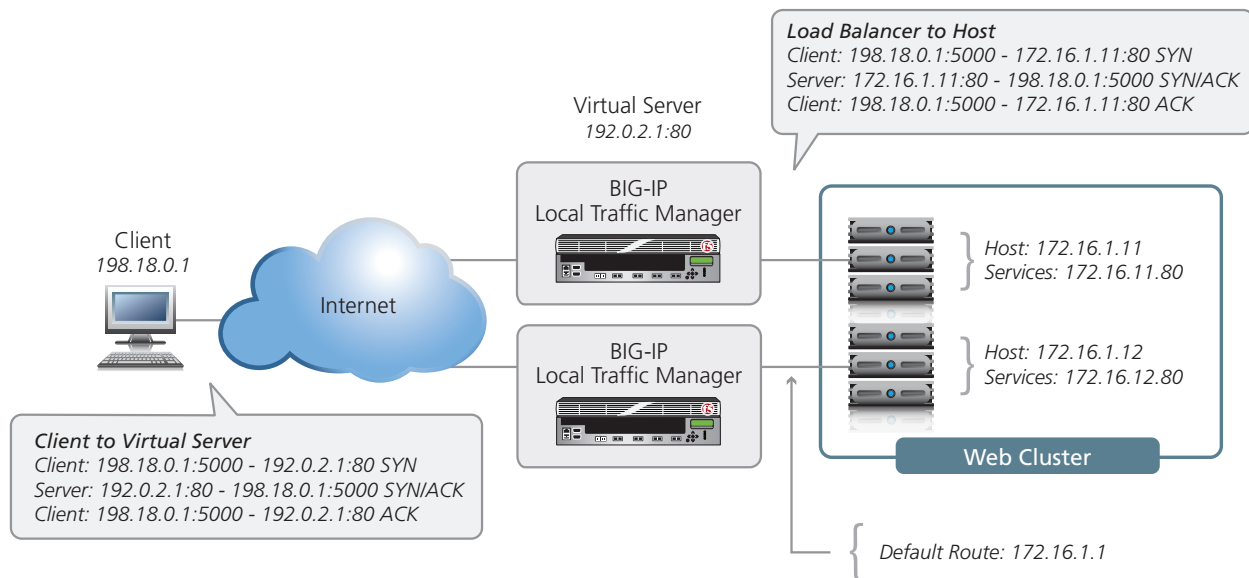 Load Balancer to Host
Client: 198.18.0.1:5000 - 172.16.1.11:80 SYN
Server: 172.16.1.11:80 - 198.18.0.1:5000 SYN/ACK
Client: 198.18.0.1:5000 - 172.16.1.11:80 ACK
Virtual Server
192.0.2.1:80
BIG-IP
Local Traffic Manager
Client
198.18.0.1
Internet
Host: 172.16.1.11
Services: 172.16.11.80
BIG-IP
Local Traffic Manager
Host: 172.16.1.12
Services: 172.16.12.80
Web Cluster
Client to Virtual Server
Client: 198.18.0.1:5000 - 192.0.2.1:80 SYN
Server: 192.0.2.1:80 - 198.18.0.1:5000 SYN/ACK
Client: 198.18.0.1:5000 - 192.0.2.1:80 ACK
Default Route: 172.16.1.1